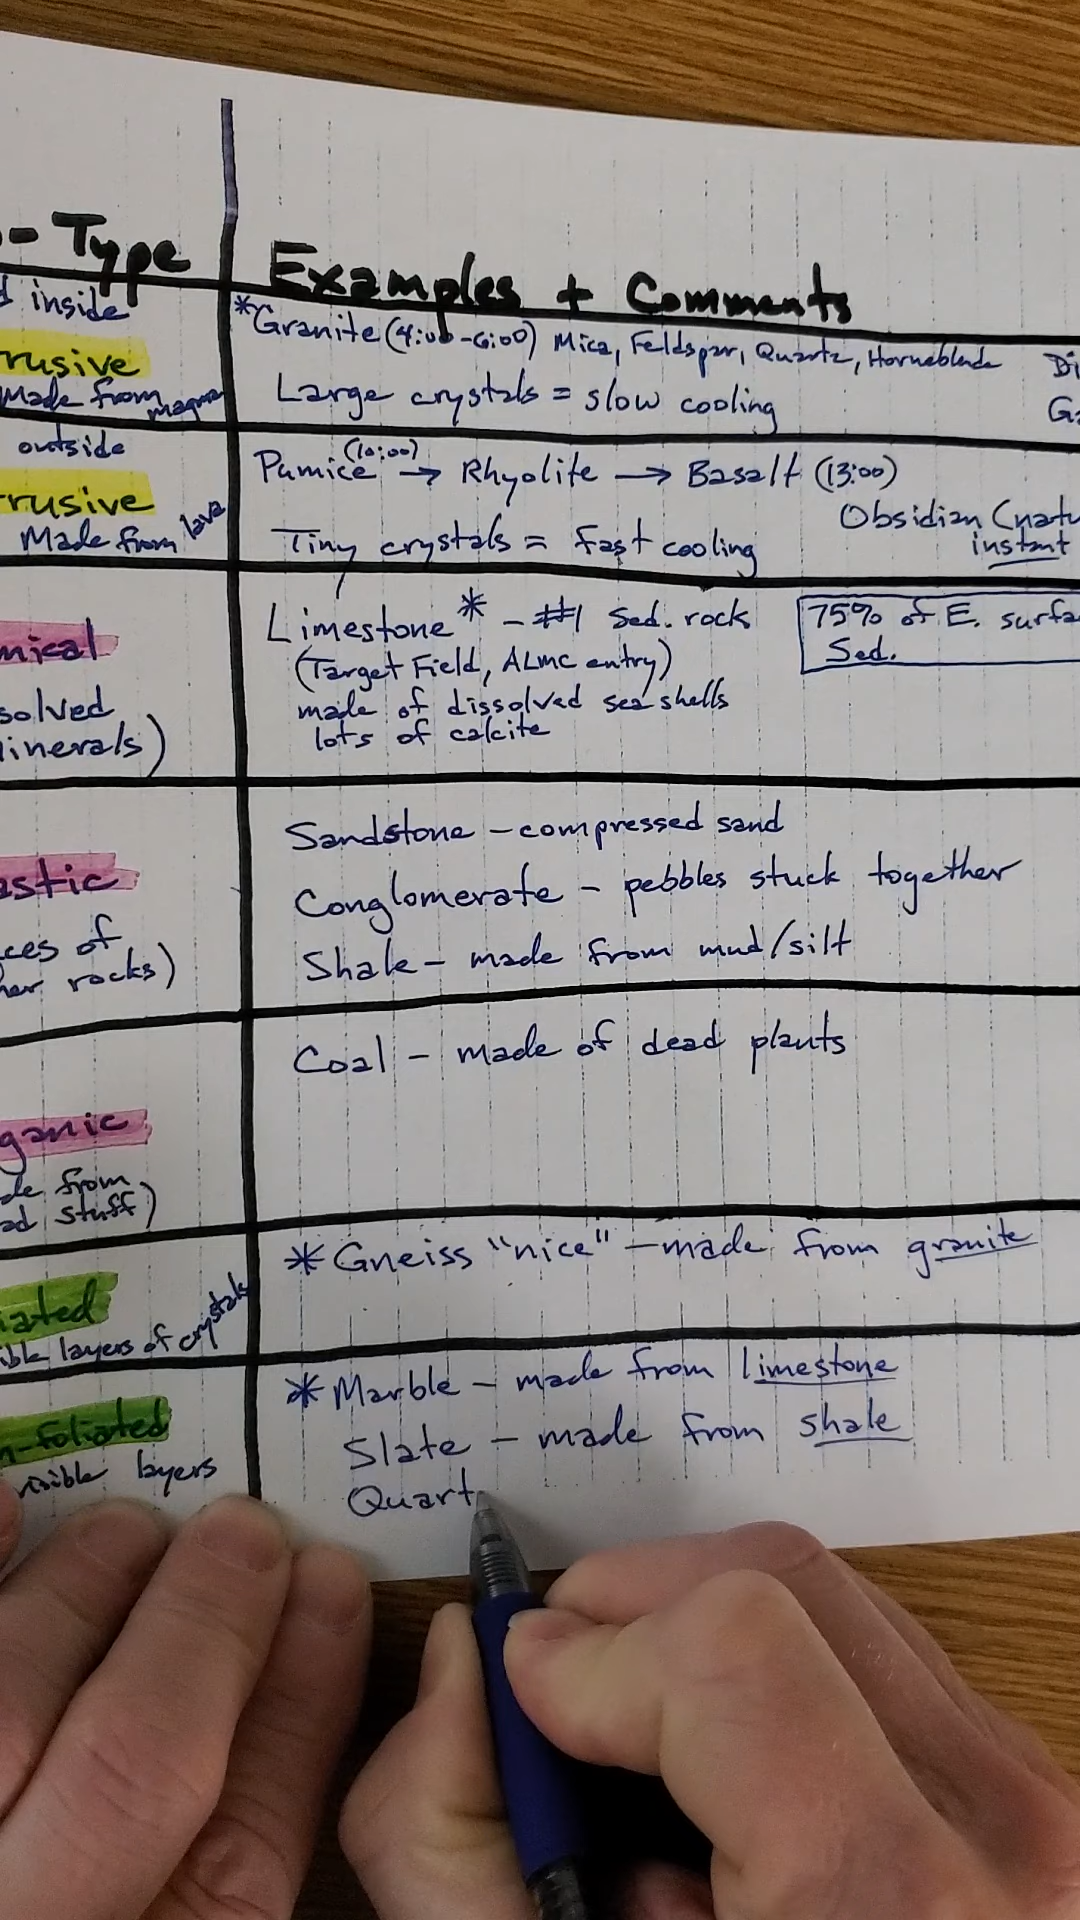 -Type
Examples + Comments
inside
*Granite (4:00-6:00) Mica, Feldspar, Quartz, Horneblende
Di
rusive
Made from magma
Large crystals = slow cooling
Ga
outside
Pumice (10:00) → Rhyolite → Basalt (13:00)
rusive
Made from lava
Obsidian (natu
instant
Tiny crystals = Fast cooling
mical
solved
inerals)
Limestone* - #1 Sed. rock
(Target Field, ALMC entry)
made of dissolved sea shells
lots of calcite
75% of E. surfa
Sed.
astic
ces of
her rocks)
Sandstone - compressed sand
Conglomerate - pebbles stuck together
Shale - made from mud/silt
ganic
de from
ad stuff)
Coal - made of dead plants
iated
ible layers of crystals
*Gneiss "nice" - made from granite
n-foliated
visible layers
*Marble - made from limestone
Slate - made from shale
Quart